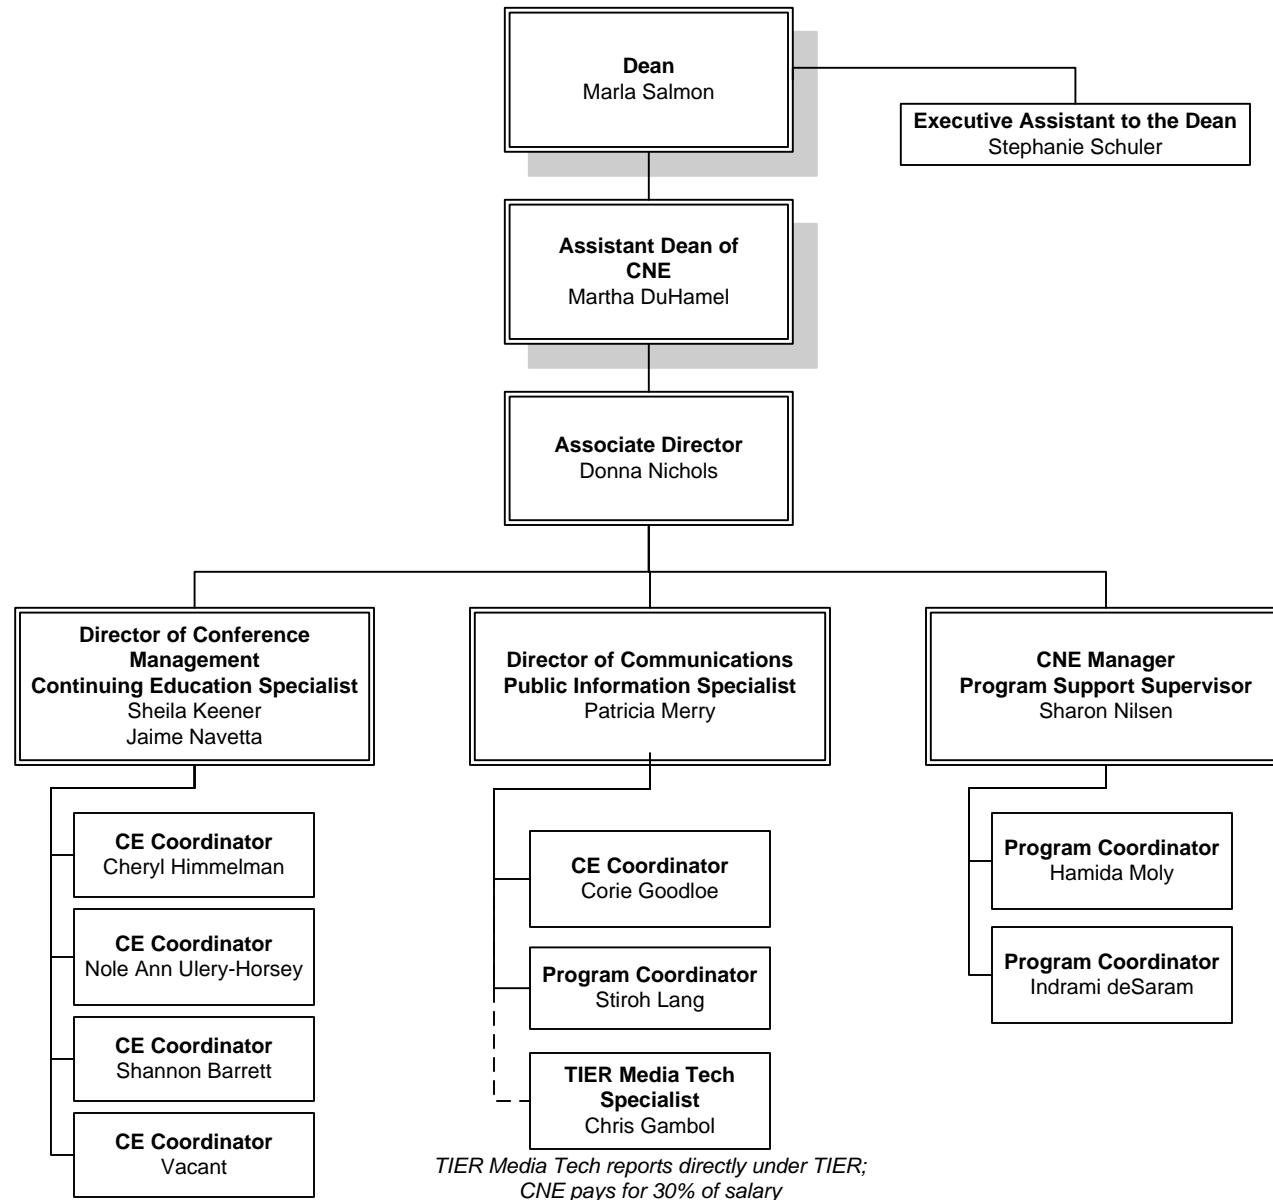 Dean
Marla Salmon
Executive Assistant to the Dean
Stephanie Schuler
Assistant Dean of
CNE
Martha DuHamel
Associate Director
Donna Nichols
Director of Conference
Management
Continuing Education Specialist
Sheila Keener
Jaime Navetta
Director of Communications
Public Information Specialist
Patricia Merry
CNE Manager
Program Support Supervisor
Sharon Nilsen
CE Coordinator
Cheryl Himmelman
CE Coordinator
Nole Ann Ulery-Horsey
CE Coordinator
Shannon Barrett
CE Coordinator
Vacant
CE Coordinator
Corie Goodloe
Program Coordinator
Stiroh Lang
TIER Media Tech
Specialist
Chris Gambol
TIER Media Tech reports directly under TIER;
CNE pays for 30% of salary
Program Coordinator
Hamida Moly
Program Coordinator
Indrami deSaram